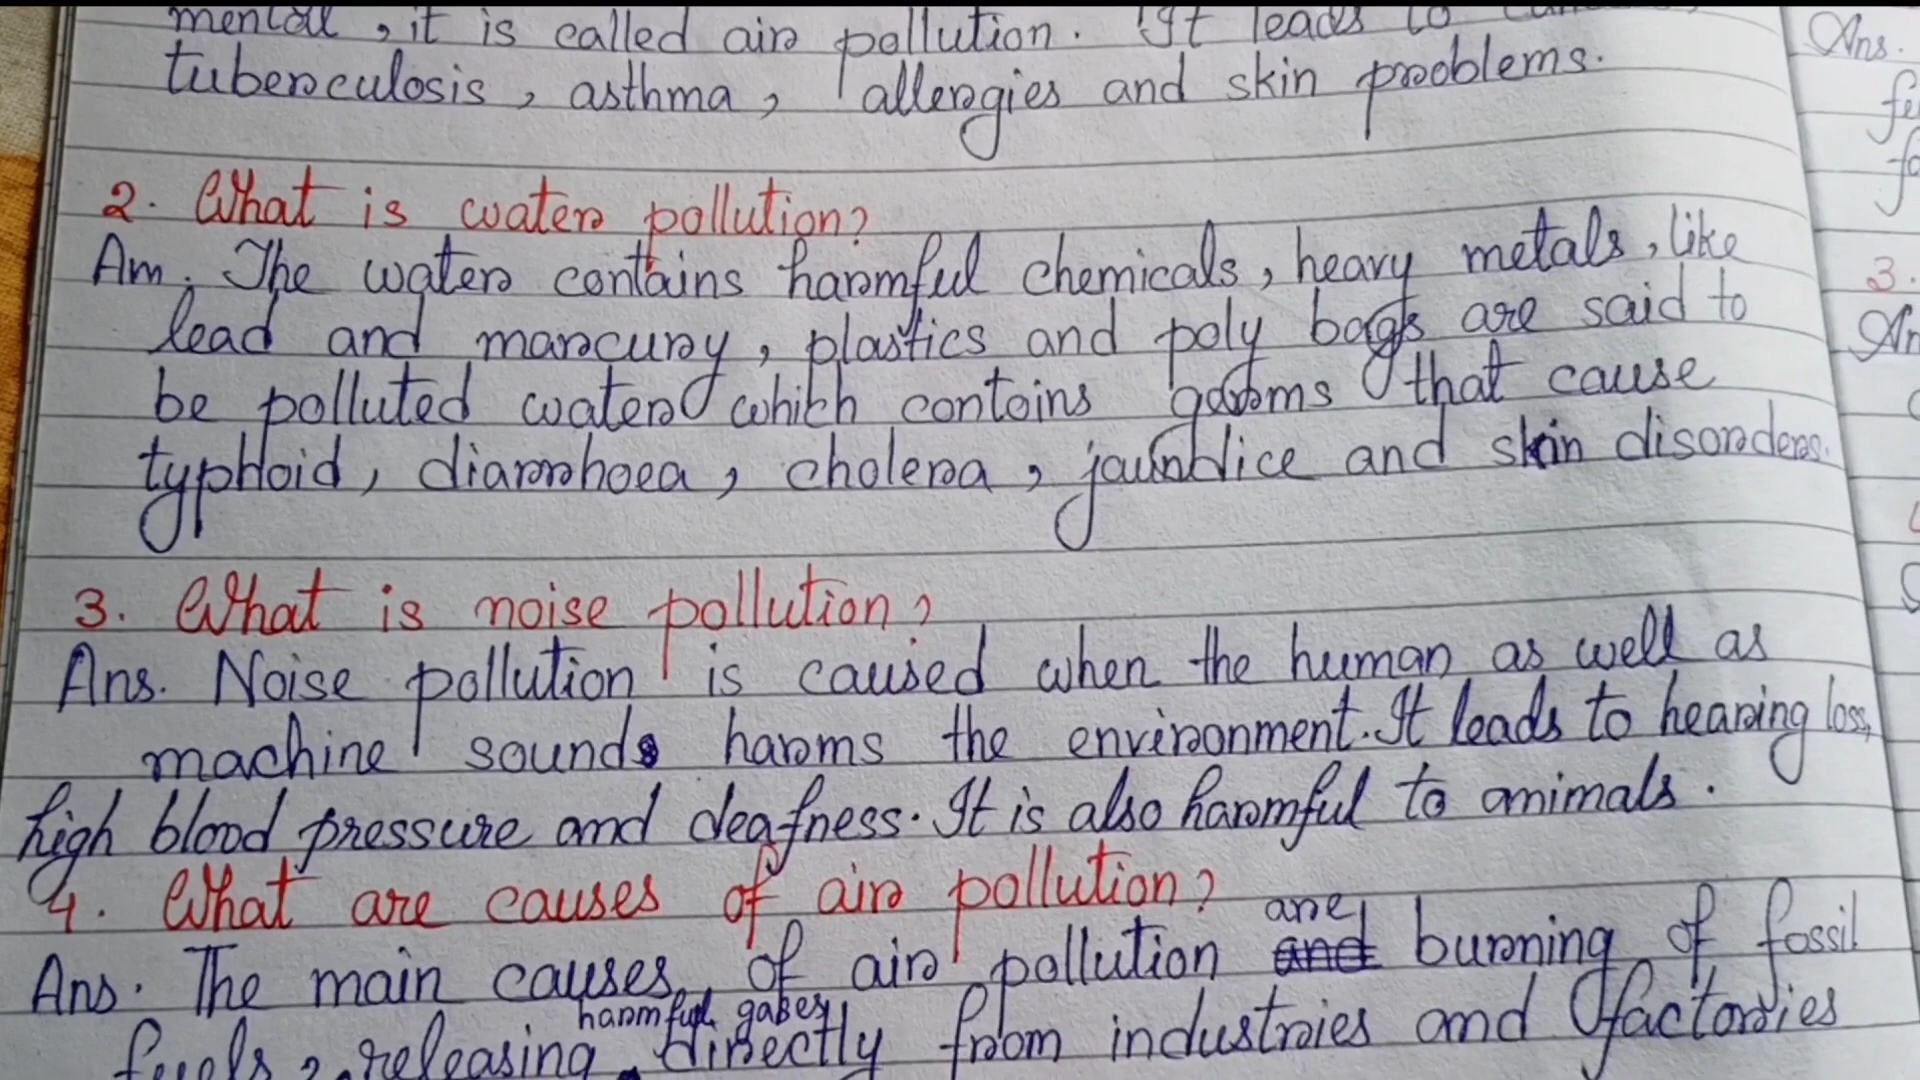 mental, it is called air pollution. It leads to
tuberculosis, asthma, allergies and skin problems.
2. What is water pollution?
Am. The water contains harmful chemicals, heavy metals, like
lead and marcury, plastics and poly bags are said to
be polluted water which contains garms that cause
typhoid, diarrhoea, cholera, jaundice and skin disorders.
3. What is noise pollution?
Ans. Noise pollution is caused when the human as well as
machine sounds harms the environment. It leads to hearing loss,
high blood pressure and deafness. It is also harmful to animals.
4. What are causes of air pollution?
Ans. The main causes of air pollution and are burning of fossil
fuels, releasing harmful gases directly from industries and factories
Ans.
3.